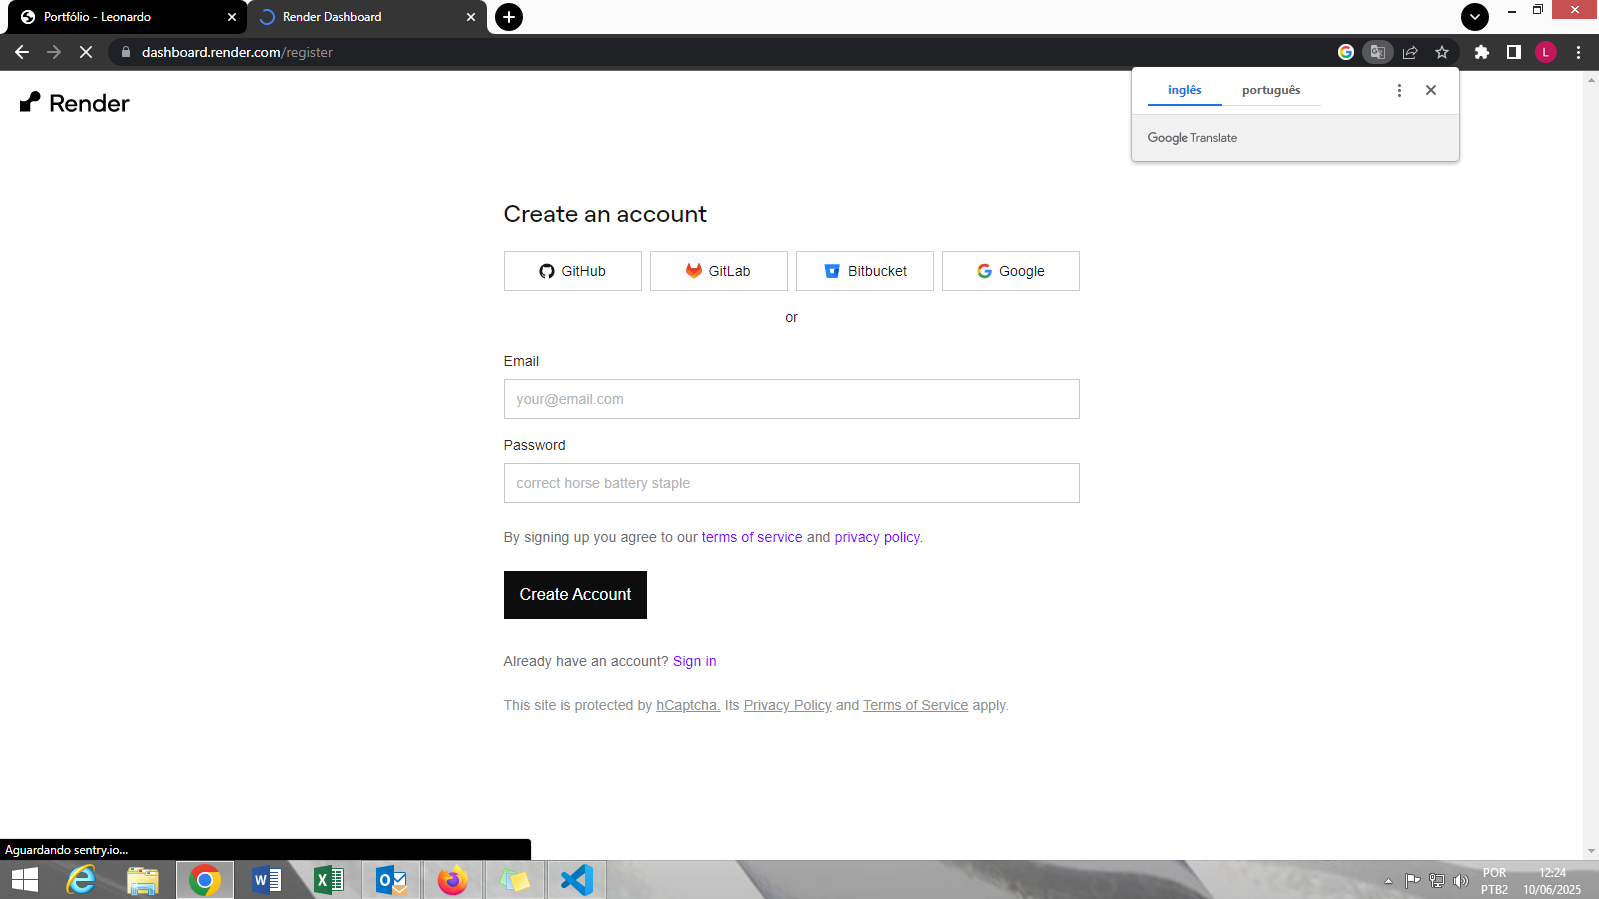 Portfólio - Leonardo
Render Dashboard
dashboard.render.com/register
L
inglês
português
Google Translate
Render
Create an account
GitHub
GitLab
Bitbucket
Google
or
Email
your@email.com
Password
correct horse battery staple
By signing up you agree to our terms of service and privacy policy.
Create Account
Already have an account? Sign in
This site is protected by hCaptcha. Its Privacy Policy and Terms of Service apply.
Aguardando sentry.io...
POR
PTB2
12:24
10/06/2025